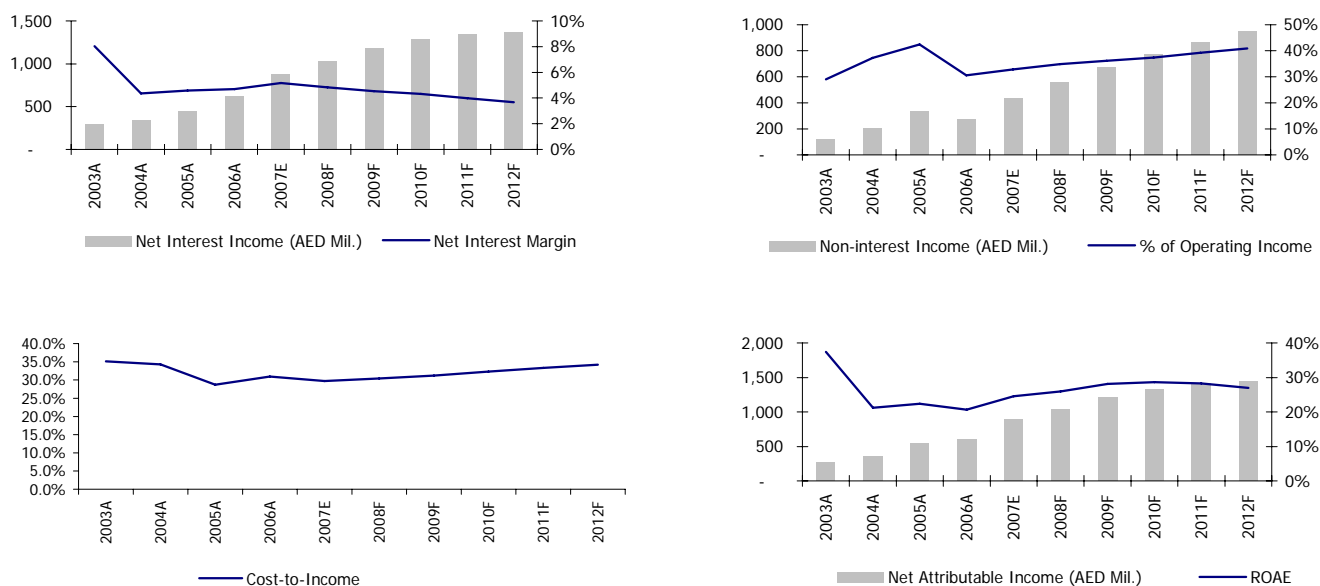 1,500
1,000
500
-
10%
8%
6%
4%
2%
0%
2003A
2004A
2005A
2006A
2007E
2008F
2009F
2010F
2011F
2012F
Net Interest Income (AED Mil.) Net Interest Margin
1,000
800
600
400
200
-
50%
40%
30%
20%
10%
0%
2003A
2004A
2005A
2006A
2007E
2008F
2009F
2010F
2011F
2012F
Non-interest Income (AED Mil.) % of Operating Income
40.0%
35.0%
30.0%
25.0%
20.0%
15.0%
10.0%
5.0%
0.0%
2003A
2004A
2005A
2006A
2007E
2008F
2009F
2010F
2011F
2012F
Cost-to-Income
2,000
1,500
1,000
500
-
40%
30%
20%
10%
0%
2003A
2004A
2005A
2006A
2007E
2008F
2009F
2010F
2011F
2012F
Net Attributable Income (AED Mil.) ROAE